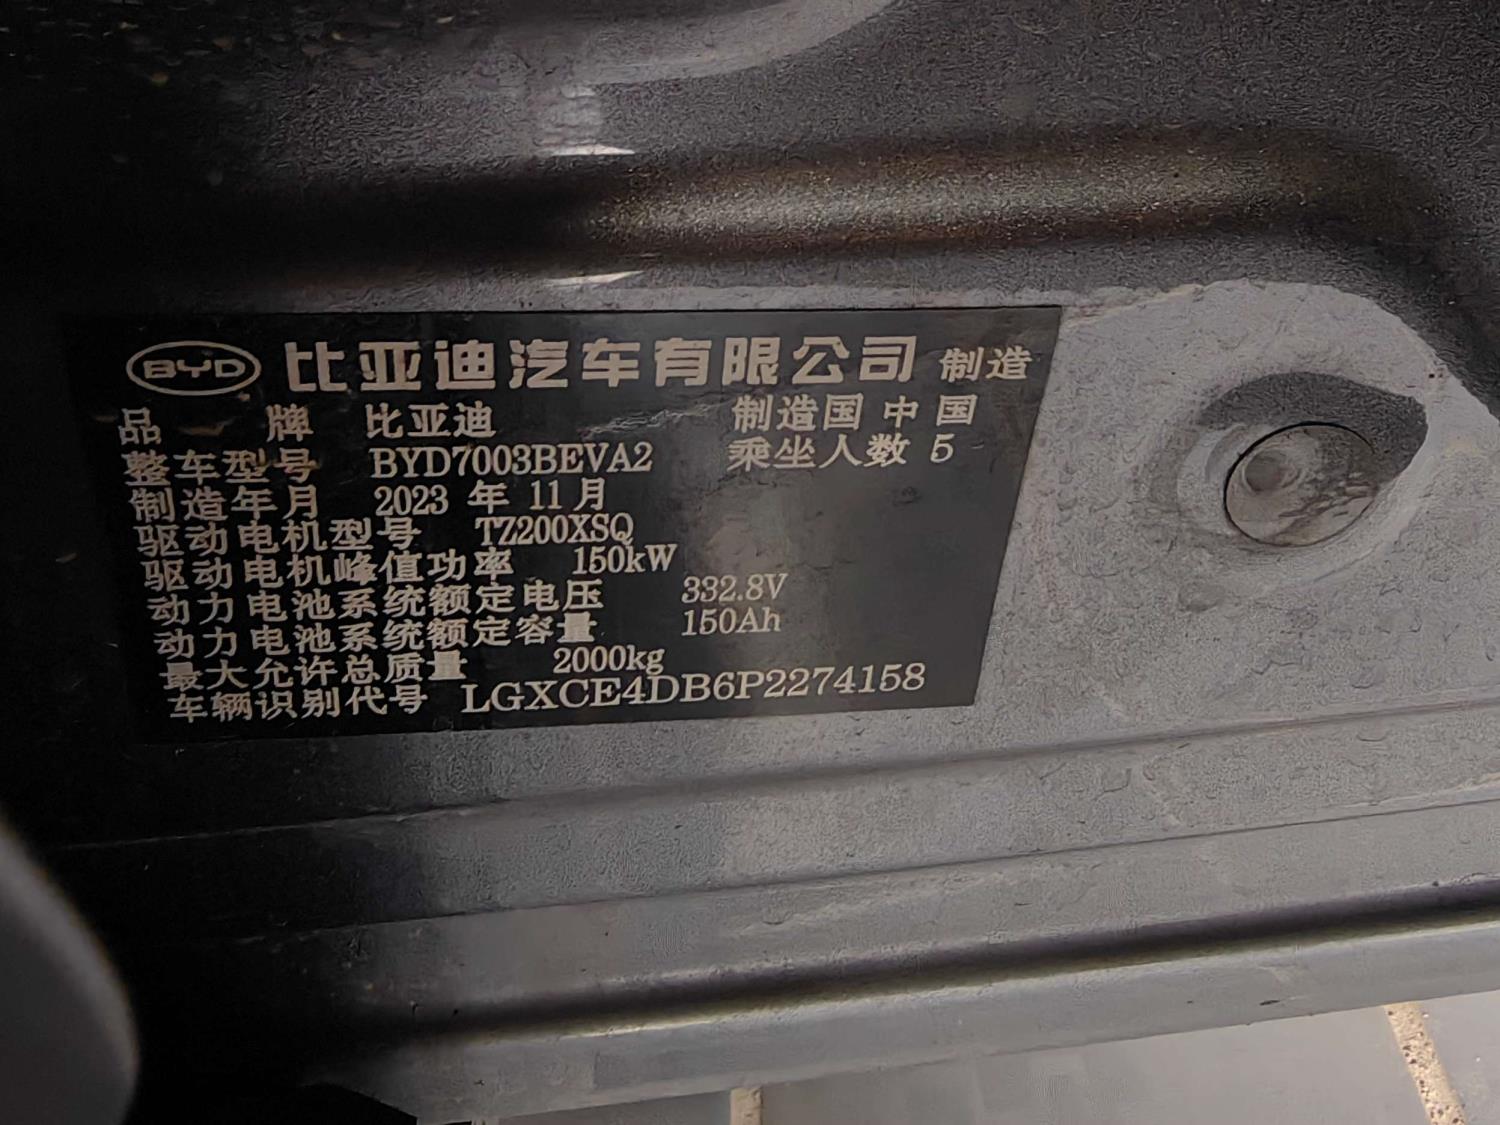 BYD 比亚迪汽车有限公司 制造
品 牌 比亚迪 制造国 中 国
整车型号 BYD7003BEVA2 乘坐人数 5
制造年月 2023 年 11 月
驱动电机型号 TZ200XSQ
驱动电机峰值功率 150kW
动力电池系统额定电压 332.8V
动力电池系统额定容量 150Ah
最大允许总质量 2000kg
车辆识别代号 LGXCE4DB6P2274158